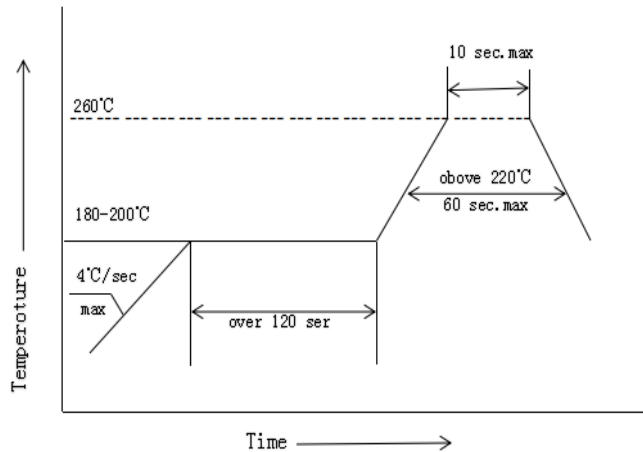 10 sec.max
260℃
obove 220℃
60 sec.max
180-200℃
4℃/sec
max
over 120 ser
Temperoture
Time